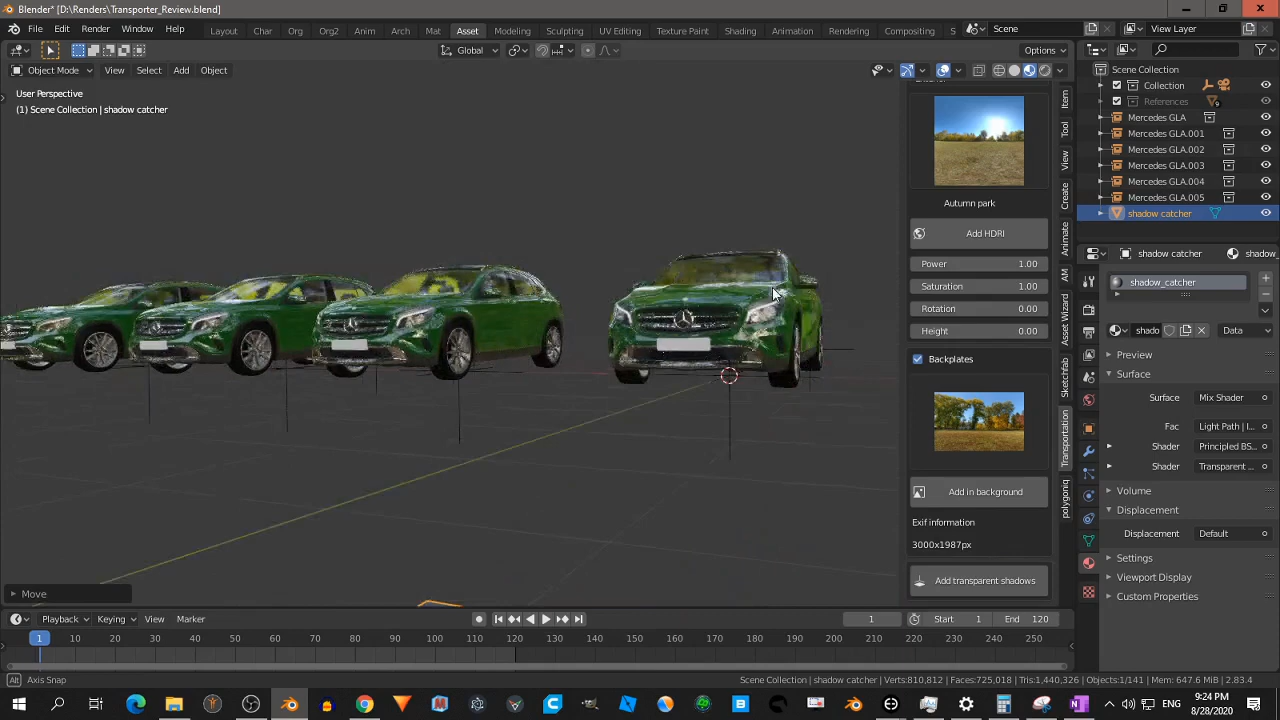 Blender* [D:\Renders\Transporter_Review.blend]
File Edit Render Window Help Layout Char Org Org2 Anim Arch Mat Asset Modeling Sculpting UV Editing Texture Paint Shading Animation Rendering Compositing S Scene View Layer
Global Options
Object Mode View Select Add Object
User Perspective
(1) Scene Collection | shadow catcher
Autumn park
Add HDRI
Power 1.00
Saturation 1.00
Rotation 0.00
Height 0.00
Backplates
Add in background
Exif information
3000x1987px
Add transparent shadows
Item
Tool
View
Create
Animate
AM
Asset Wizard
Sketchfab
Transportation
polygoniq
Scene Collection
Collection
References
Mercedes GLA
Mercedes GLA.001
Mercedes GLA.002
Mercedes GLA.003
Mercedes GLA.004
Mercedes GLA.005
shadow catcher
shadow catcher shadow...
shadow_catcher
shado Data
Preview
Surface
Surface Mix Shader
Fac Light Path | I...
Shader Principled BS...
Shader Transparent ...
Volume
Displacement
Displacement Default
Settings
Viewport Display
Custom Properties
Move
Playback Keying View Marker 1 Start 1 End 120
1 10 20 30 40 50 60 70 80 90 100 110 120 130 140 150 160 170 180 190 200 210 220 230 240 250
Alt Axis Snap Scene Collection | shadow catcher | Verts:810,812 | Faces:725,018 | Tris:1,440,326 | Objects:1/141 | Mem: 647.6 MiB | 2.83.4
ENG
9:24 PM
8/28/2020